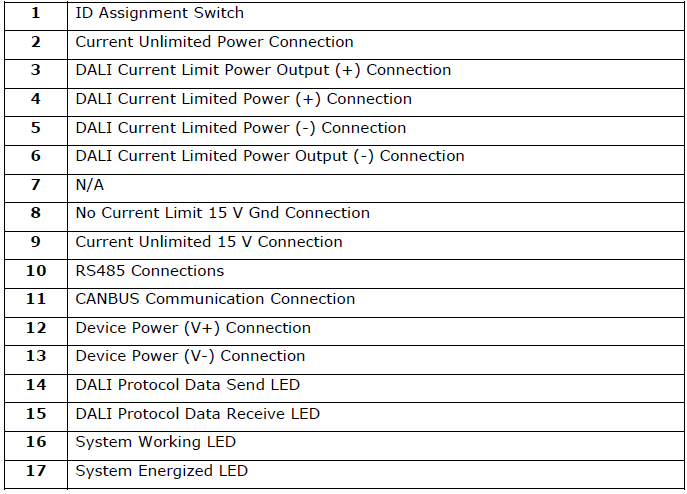 1 ID Assignment Switch
2 Current Unlimited Power Connection
3 DALI Current Limit Power Output (+) Connection
4 DALI Current Limited Power (+) Connection
5 DALI Current Limited Power (-) Connection
6 DALI Current Limited Power Output (-) Connection
7 N/A
8 No Current Limit 15 V Gnd Connection
9 Current Unlimited 15 V Connection
10 RS485 Connections
11 CANBUS Communication Connection
12 Device Power (V+) Connection
13 Device Power (V-) Connection
14 DALI Protocol Data Send LED
15 DALI Protocol Data Receive LED
16 System Working LED
17 System Energized LED